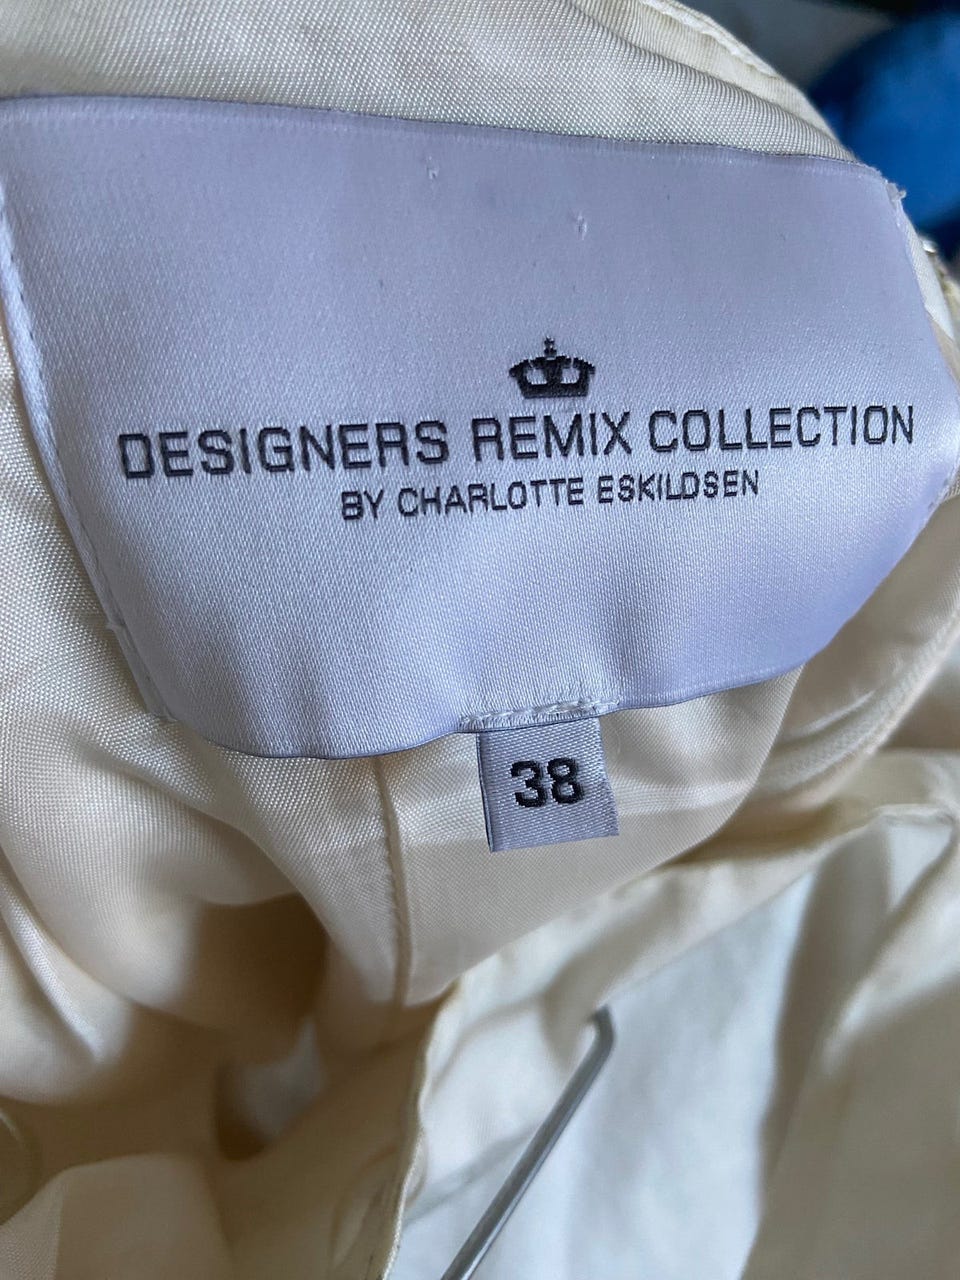 DESIGNERS REMIX COLLECTION
BY CHARLOTTE ESKILDSEN
38